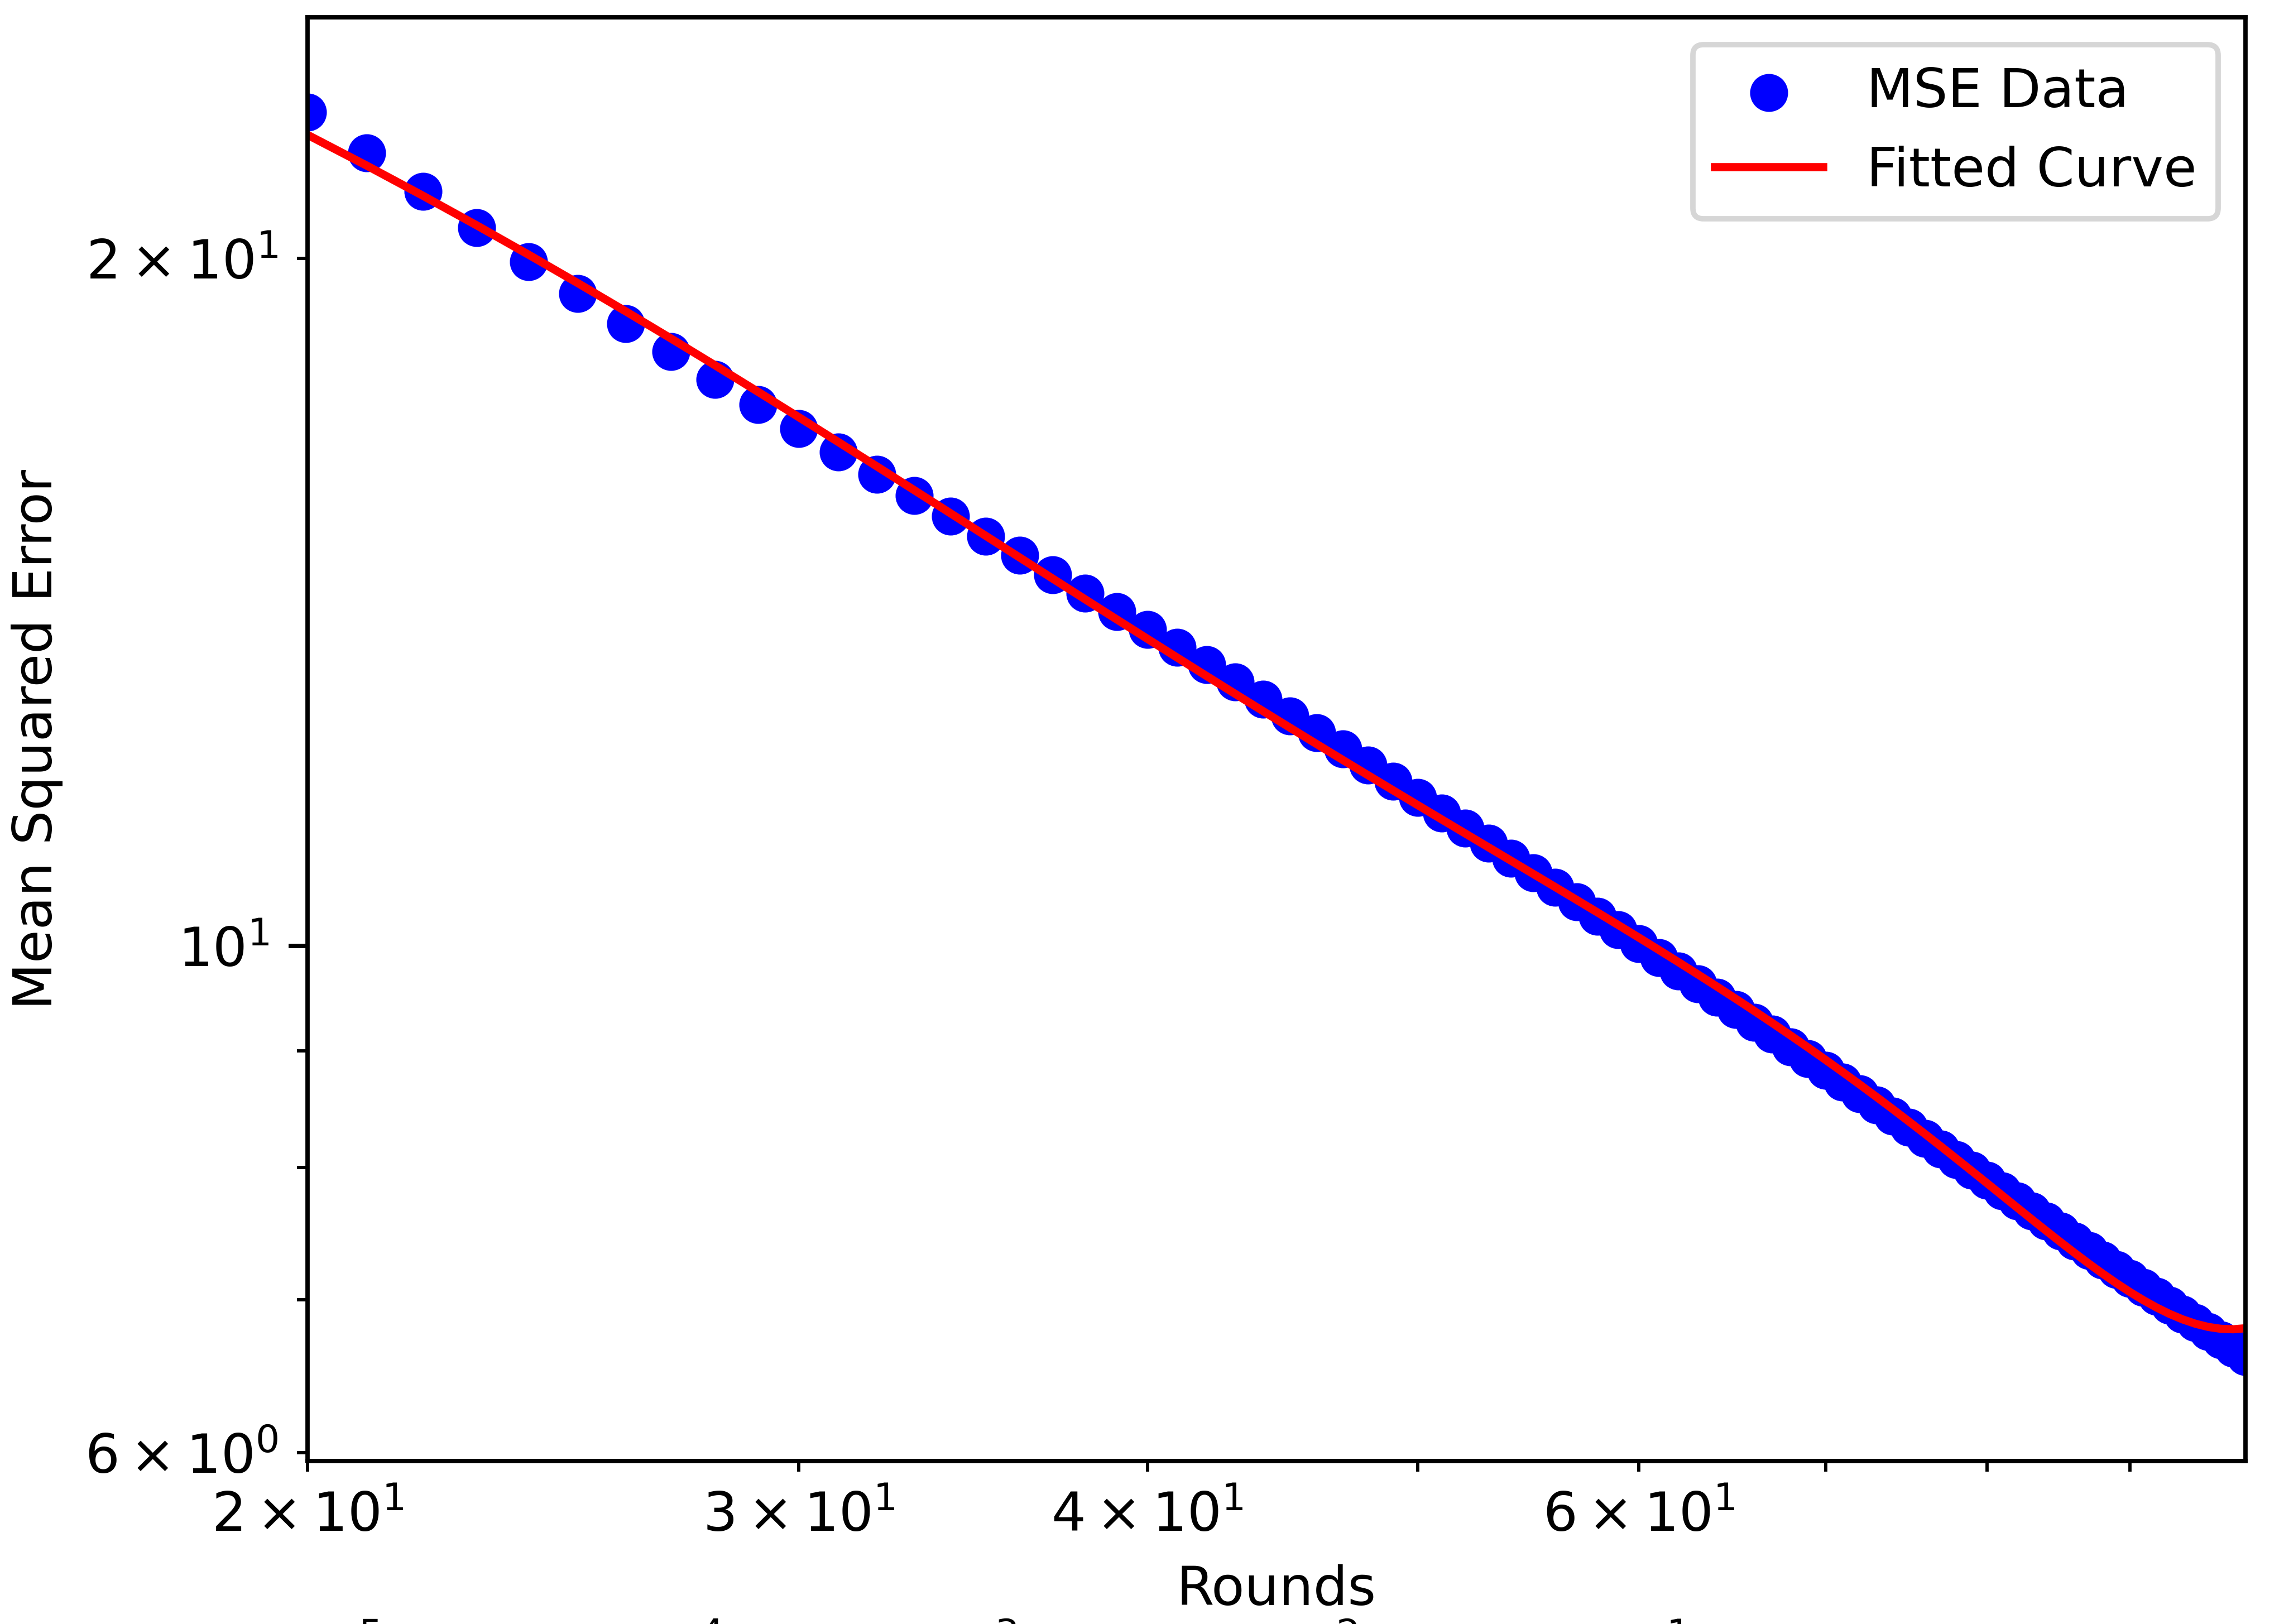 MSE Data
Fitted Curve
2 × 10¹
10¹
6 × 10⁰
Mean Squared Error
2 × 10¹ 3 × 10¹ 4 × 10¹ 6 × 10¹
Rounds